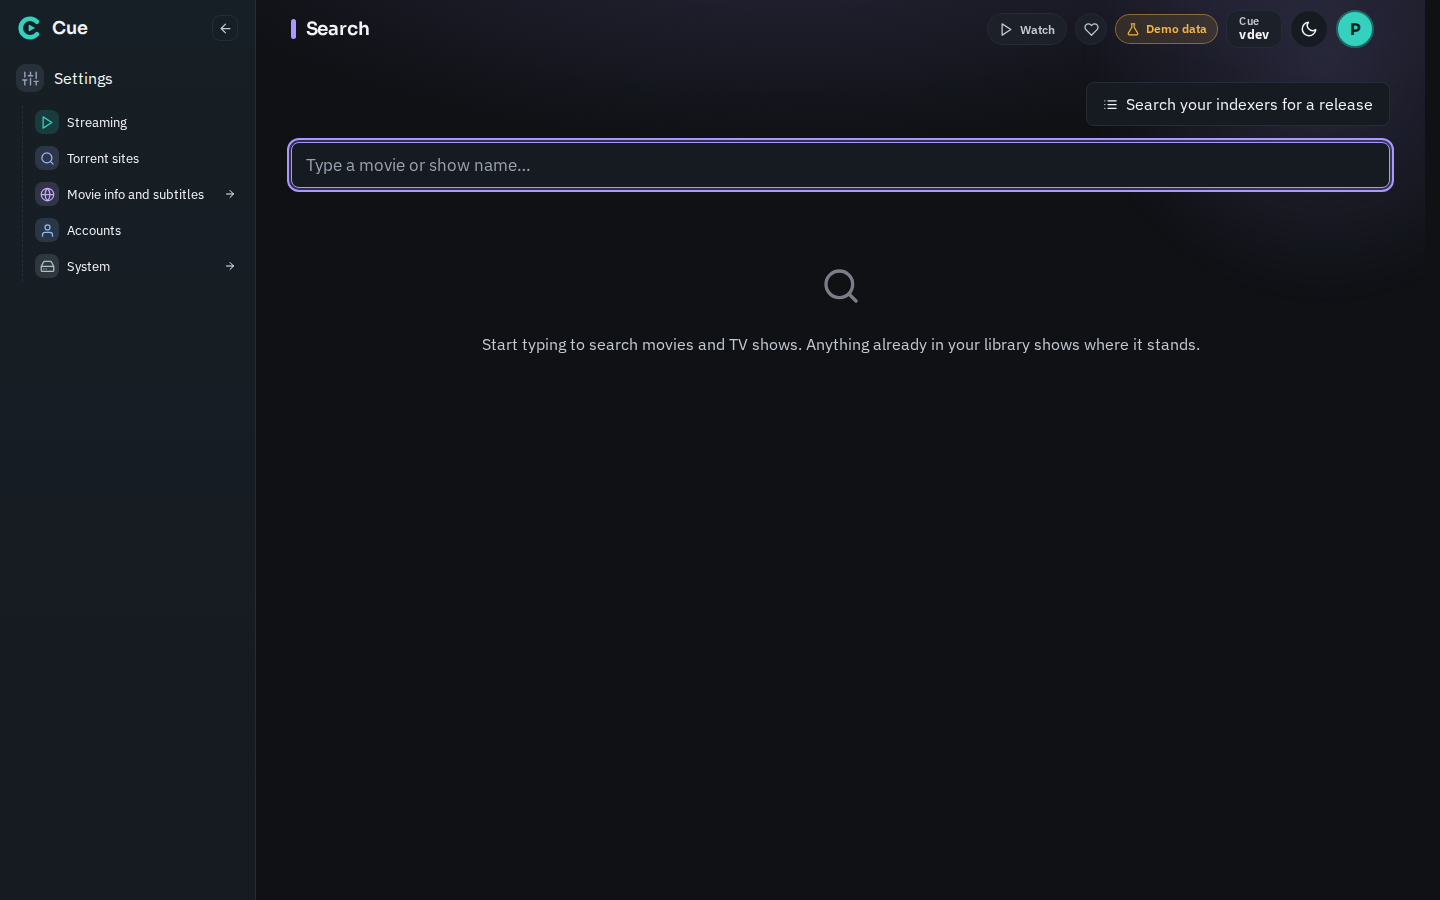 Cue
Settings
Streaming
Torrent sites
Movie info and subtitles
Accounts
System
Search
Watch
Demo data
Cue
vdev
P
Search your indexers for a release
Type a movie or show name...
Start typing to search movies and TV shows. Anything already in your library shows where it stands.